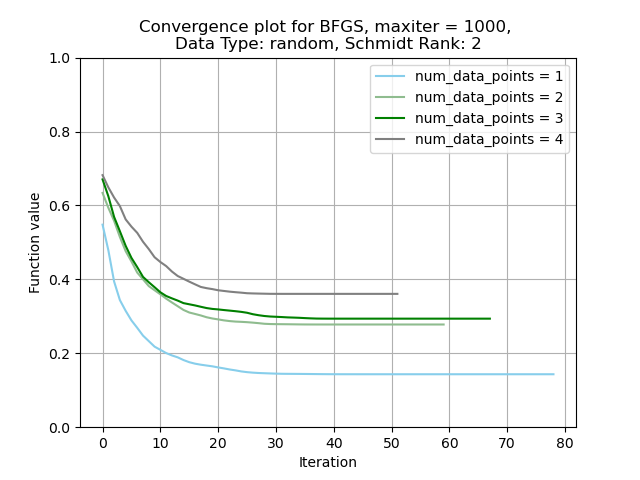 Convergence plot for BFGS, maxiter = 1000,
Data Type: random, Schmidt Rank: 2
1.0
0.8
0.6
0.4
0.2
0.0
Function value
num_data_points = 1
num_data_points = 2
num_data_points = 3
num_data_points = 4
0 10 20 30 40 50 60 70 80
Iteration